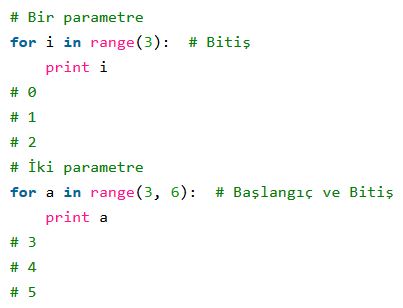 # Bir parametre
for i in range(3):  # Bitiş
    print i
# 0
# 1
# 2
# İki parametre
for a in range(3, 6):  # Başlangıç ve Bitiş
    print a
# 3
# 4
# 5